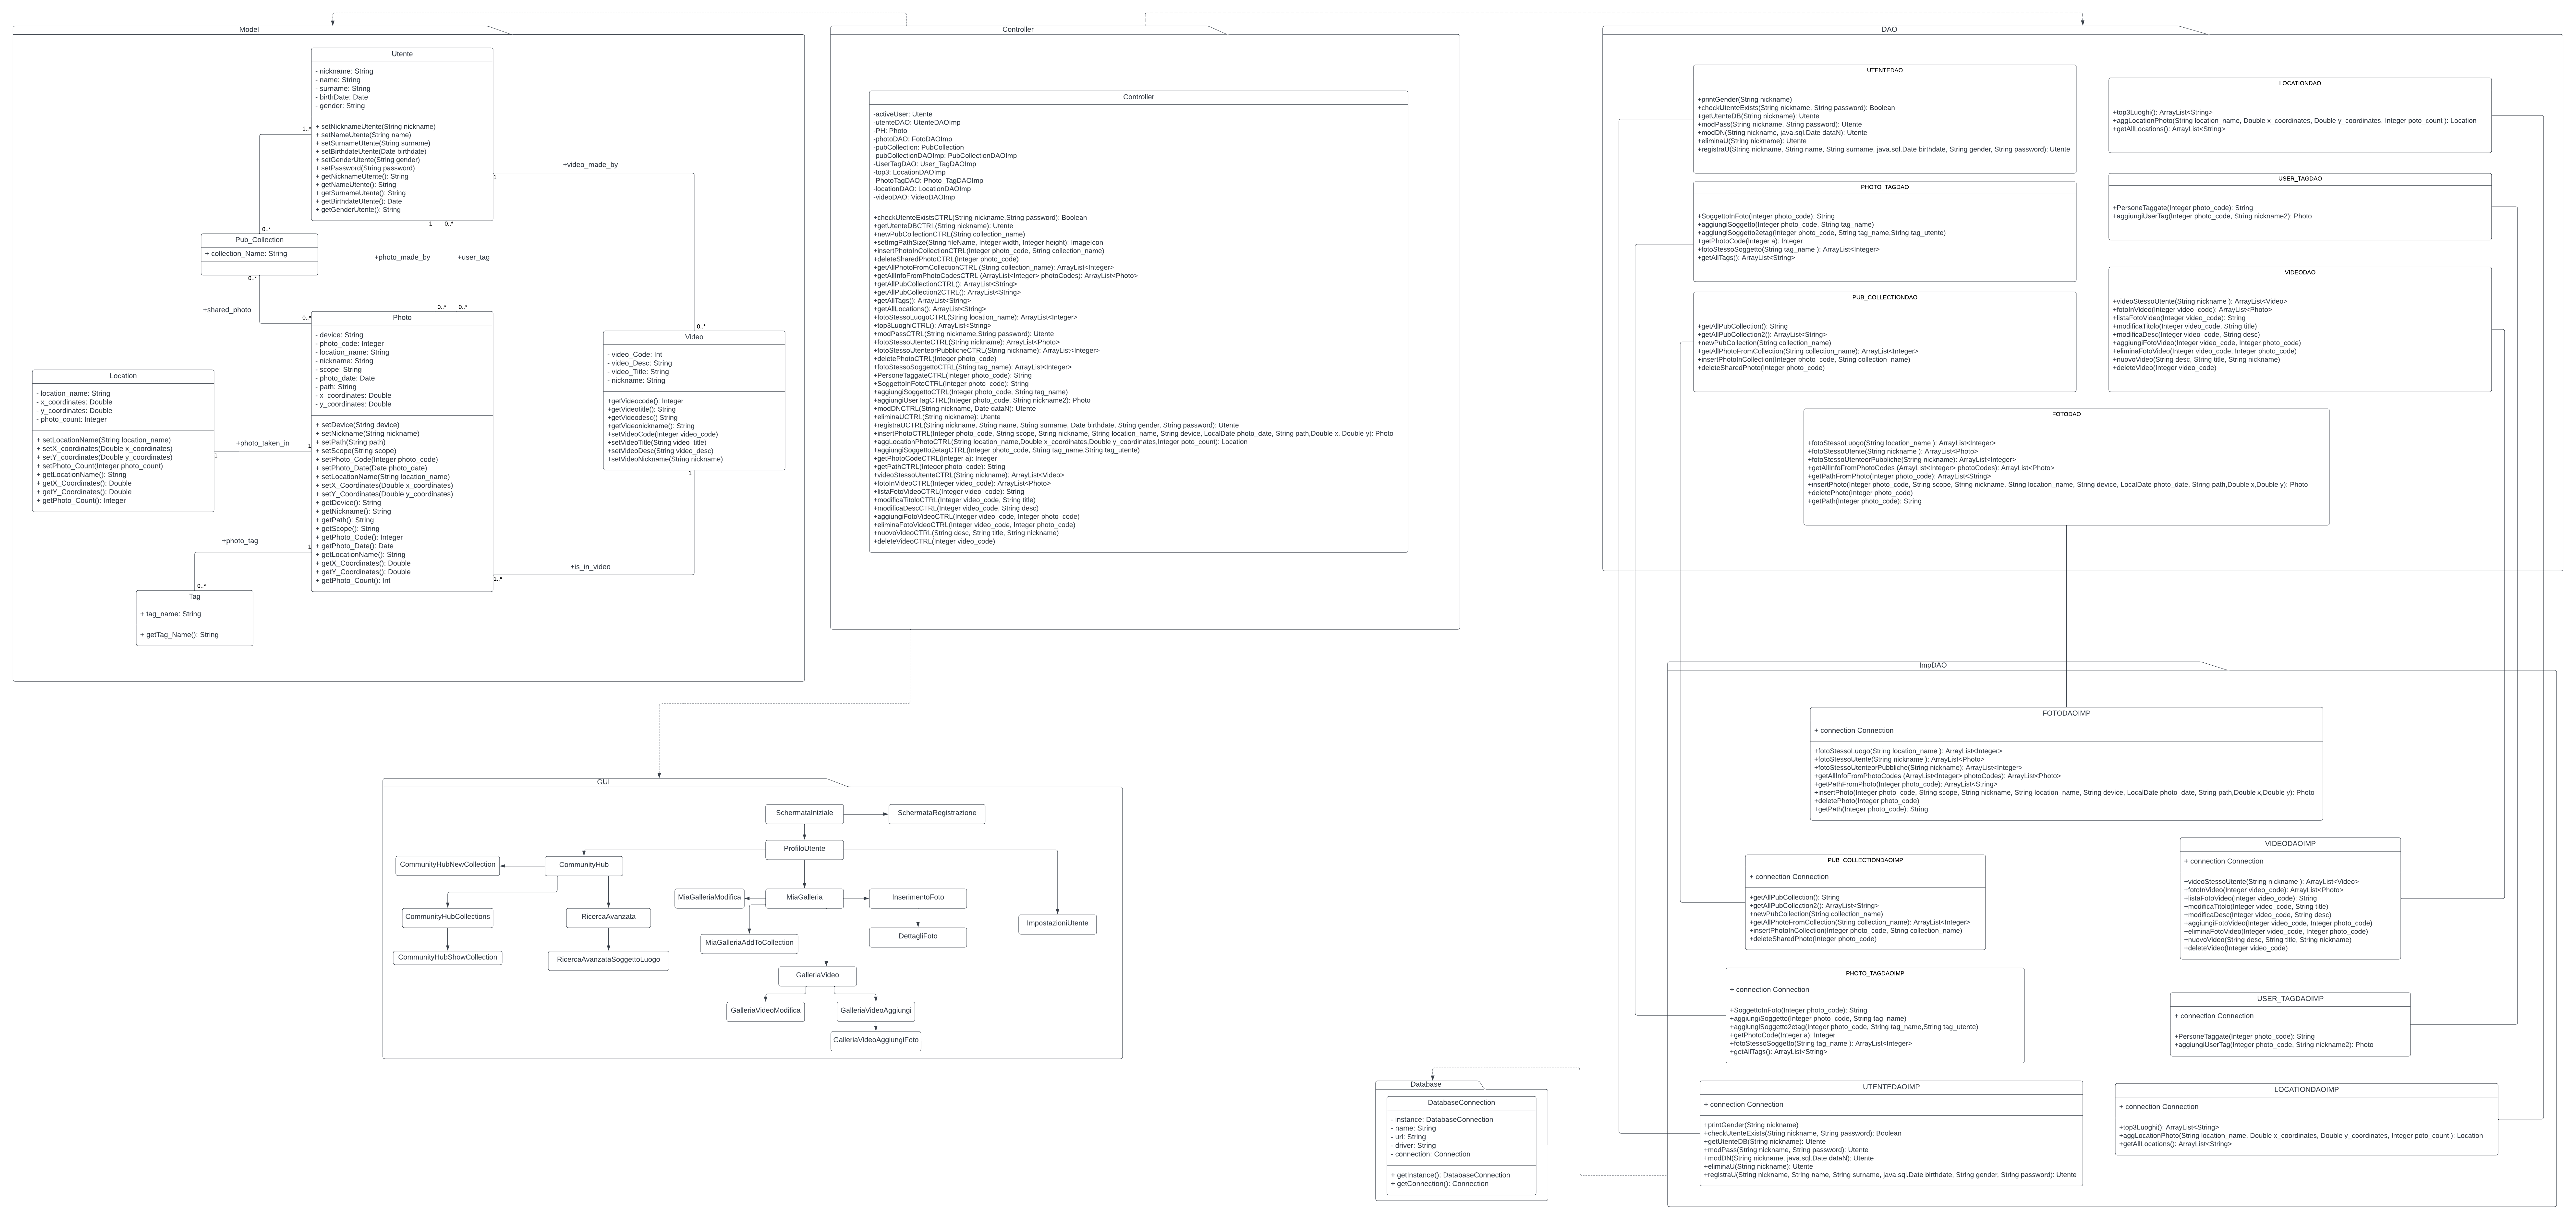 Model
Utente
- nickname: String
- name: String
- surname: String
- birthDate: Date
- gender: String
+ setNicknameUtente(String nickname)
+ setNameUtente(String name)
+ setSurnameUtente(String surname)
+ setBirthdateUtente(Date birthdate)
+ setGenderUtente(String gender)
+ setPassword(String password)
+ getNicknameUtente(): String
+ getNameUtente(): String
+ getSurnameUtente(): String
+ getBirthdateUtente(): Date
+ getGenderUtente(): String
1..*
0..*
Pub_Collection
+ collection_Name: String
0..*
+shared_photo
0..*
1
+photo_made_by
0..*
0..*
+user_tag
0..*
+video_made_by
1
0..*
Photo
- device: String
- photo_code: Integer
- location_name: String
- nickname: String
- scope: String
- photo_date: Date
- path: String
- x_coordinates: Double
- y_coordinates: Double
+ setDevice(String device)
+ setNickname(String nickname)
+ setPath(String path)
+ setScope(String scope)
+ setPhoto_Code(Integer photo_code)
+ setPhoto_Date(Date photo_date)
+ setLocationName(String location_name)
+ setX_Coordinates(Double x_coordinates)
+ setY_Coordinates(Double y_coordinates)
+ getDevice(): String
+ getNickname(): String
+ getPath(): String
+ getScope(): String
+ getPhoto_Code(): Integer
+ getPhoto_Date(): Date
+ getLocationName(): String
+ getX_Coordinates(): Double
+ getY_Coordinates(): Double
+ getPhoto_Count(): Int
Video
- video_Code: Int
- video_Desc: String
- video_Title: String
- nickname: String
+getVideocode(): Integer
+getVideotitle(): String
+getVideodesc() String
+getVideonickname(): String
+setVideoCode(Integer video_code)
+setVideoTitle(String video_title)
+setVideoDesc(String video_desc)
+setVideoNickname(String nickname)
1
+is_in_video
1..*
Location
- location_name: String
- x_coordinates: Double
- y_coordinates: Double
- photo_count: Integer
+ setLocationName(String location_name)
+ setX_coordinates(Double x_coordinates)
+ setY_coordinates(Double y_coordinates)
+ setPhoto_Count(Integer photo_count)
+ getLocationName(): String
+ getX_Coordinates(): Double
+ getY_Coordinates(): Double
+ getPhoto_Count(): Integer
+photo_taken_in
1
1
+photo_tag
1
0..*
Tag
+ tag_name: String
+ getTag_Name(): String
Controller
Controller
-activeUser: Utente
-utenteDAO: UtenteDAOImp
-PH: Photo
-photoDAO: FotoDAOImp
-pubCollection: PubCollection
-pubCollectionDAOImp: PubCollectionDAOImp
-UserTagDAO: User_TagDAOImp
-top3: LocationDAOImp
-PhotoTagDAO: Photo_TagDAOImp
-locationDAO: LocationDAOImp
-videoDAO: VideoDAOImp
+checkUtenteExistsCTRL(String nickname,String password): Boolean
+getUtenteDBCTRL(String nickname): Utente
+newPubCollectionCTRL(String collection_name)
+setImgPathSize(String fileName, Integer width, Integer height): ImageIcon
+insertPhotoInCollectionCTRL(Integer photo_code, String collection_name)
+deleteSharedPhotoCTRL(Integer photo_code)
+getAllPhotoFromCollectionCTRL (String collection_name): ArrayList<Integer>
+getAllInfoFromPhotoCodesCTRL (ArrayList<Integer> photoCodes): ArrayList<Photo>
+getAllPubCollectionCTRL(): ArrayList<String>
+getAllPubCollection2CTRL(): ArrayList<String>
+getAllTags(): ArrayList<String>
+getAllLocations(): ArrayList<String>
+fotoStessoLuogoCTRL(String location_name): ArrayList<Integer>
+top3LuoghiCTRL(): ArrayList<String>
+modPassCTRL(String nickname,String password): Utente
+fotoStessoUtenteCTRL(String nickname): ArrayList<Photo>
+fotoStessoUtenteorPubblicheCTRL(String nickname): ArrayList<Integer>
+deletePhotoCTRL(Integer photo_code)
+fotoStessoSoggettoCTRL(String tag_name): ArrayList<Integer>
+PersoneTaggateCTRL(Integer photo_code): String
+SoggettoInFotoCTRL(Integer photo_code): String
+aggiungiSoggettoCTRL(Integer photo_code, String tag_name)
+aggiungiUserTagCTRL(Integer photo_code, String nickname2): Photo
+modDNCTRL(String nickname, Date dataN): Utente
+eliminaUCTRL(String nickname): Utente
+registraUCTRL(String nickname, String name, String surname, Date birthdate, String gender, String password): Utente
+insertPhotoCTRL(Integer photo_code, String scope, String nickname, String location_name, String device, LocalDate photo_date, String path,Double x, Double y): Photo
+aggLocationPhotoCTRL(String location_name,Double x_coordinates,Double y_coordinates,Integer poto_count): Location
+aggiungiSoggetto2etagCTRL(Integer photo_code, String tag_name,String tag_utente)
+getPhotoCodeCTRL(Integer a): Integer
+getPathCTRL(Integer photo_code): String
+videoStessoUtenteCTRL(String nickname): ArrayList<Video>
+fotoInVideoCTRL(Integer video_code): ArrayList<Photo>
+listaFotoVideoCTRL(Integer video_code): String
+modificaTitoloCTRL(Integer video_code, String title)
+modificaDescCTRL(Integer video_code, String desc)
+aggiungiFotoVideoCTRL(Integer video_code, Integer photo_code)
+eliminaFotoVideoCTRL(Integer video_code, Integer photo_code)
+nuovoVideoCTRL(String desc, String title, String nickname)
+deleteVideoCTRL(Integer video_code)
DAO
UTENTEDAO
+printGender(String nickname)
+checkUtenteExists(String nickname, String password): Boolean
+getUtenteDB(String nickname): Utente
+modPass(String nickname, String password): Utente
+modDN(String nickname, java.sql.Date dataN): Utente
+eliminaU(String nickname): Utente
+registraU(String nickname, String name, String surname, java.sql.Date birthdate, String gender, String password): Utente
LOCATIONDAO
+top3Luoghi(): ArrayList<String>
+aggLocationPhoto(String location_name, Double x_coordinates, Double y_coordinates, Integer poto_count ): Location
+getAllLocations(): ArrayList<String>
PHOTO_TAGDAO
+SoggettoInFoto(Integer photo_code): String
+aggiungiSoggetto(Integer photo_code, String tag_name)
+aggiungiSoggetto2etag(Integer photo_code, String tag_name,String tag_utente)
+getPhotoCode(Integer a): Integer
+fotoStessoSoggetto(String tag_name ): ArrayList<Integer>
+getAllTags(): ArrayList<String>
USER_TAGDAO
+PersoneTaggate(Integer photo_code): String
+aggiungiUserTag(Integer photo_code, String nickname2): Photo
PUB_COLLECTIONDAO
+getAllPubCollection(): String
+getAllPubCollection2(): ArrayList<String>
+newPubCollection(String collection_name)
+getAllPhotoFromCollection(String collection_name): ArrayList<Integer>
+insertPhotoInCollection(Integer photo_code, String collection_name)
+deleteSharedPhoto(Integer photo_code)
VIDEODAO
+videoStessoUtente(String nickname ): ArrayList<Video>
+fotoInVideo(Integer video_code): ArrayList<Photo>
+listaFotoVideo(Integer video_code): String
+modificaTitolo(Integer video_code, String title)
+modificaDesc(Integer video_code, String desc)
+aggiungiFotoVideo(Integer video_code, Integer photo_code)
+eliminaFotoVideo(Integer video_code, Integer photo_code)
+nuovoVideo(String desc, String title, String nickname)
+deleteVideo(Integer video_code)
FOTODAO
+fotoStessoLuogo(String location_name ): ArrayList<Integer>
+fotoStessoUtente(String nickname ): ArrayList<Photo>
+fotoStessoUtenteorPubbliche(String nickname): ArrayList<Integer>
+getAllInfoFromPhotoCodes (ArrayList<Integer> photoCodes): ArrayList<Photo>
+getPathFromPhoto(Integer photo_code): ArrayList<String>
+insertPhoto(Integer photo_code, String scope, String nickname, String location_name, String device, LocalDate photo_date, String path,Double x,Double y): Photo
+deletePhoto(Integer photo_code)
+getPath(Integer photo_code): String
ImpDAO
FOTODAOIMP
+ connection Connection
+fotoStessoLuogo(String location_name ): ArrayList<Integer>
+fotoStessoUtente(String nickname ): ArrayList<Photo>
+fotoStessoUtenteorPubbliche(String nickname): ArrayList<Integer>
+getAllInfoFromPhotoCodes (ArrayList<Integer> photoCodes): ArrayList<Photo>
+getPathFromPhoto(Integer photo_code): ArrayList<String>
+insertPhoto(Integer photo_code, String scope, String nickname, String location_name, String device, LocalDate photo_date, String path,Double x,Double y): Photo
+deletePhoto(Integer photo_code)
+getPath(Integer photo_code): String
PUB_COLLECTIONDAOIMP
+ connection Connection
+getAllPubCollection(): String
+getAllPubCollection2(): ArrayList<String>
+newPubCollection(String collection_name)
+getAllPhotoFromCollection(String collection_name): ArrayList<Integer>
+insertPhotoInCollection(Integer photo_code, String collection_name)
+deleteSharedPhoto(Integer photo_code)
VIDEODAOIMP
+ connection Connection
+videoStessoUtente(String nickname ): ArrayList<Video>
+fotoInVideo(Integer video_code): ArrayList<Photo>
+listaFotoVideo(Integer video_code): String
+modificaTitolo(Integer video_code, String title)
+modificaDesc(Integer video_code, String desc)
+aggiungiFotoVideo(Integer video_code, Integer photo_code)
+eliminaFotoVideo(Integer video_code, Integer photo_code)
+nuovoVideo(String desc, String title, String nickname)
+deleteVideo(Integer video_code)
PHOTO_TAGDAOIMP
+ connection Connection
+SoggettoInFoto(Integer photo_code): String
+aggiungiSoggetto(Integer photo_code, String tag_name)
+aggiungiSoggetto2etag(Integer photo_code, String tag_name,String tag_utente)
+getPhotoCode(Integer a): Integer
+fotoStessoSoggetto(String tag_name ): ArrayList<Integer>
+getAllTags(): ArrayList<String>
USER_TAGDAOIMP
+ connection Connection
+PersoneTaggate(Integer photo_code): String
+aggiungiUserTag(Integer photo_code, String nickname2): Photo
UTENTEDAOIMP
+ connection Connection
+printGender(String nickname)
+checkUtenteExists(String nickname, String password): Boolean
+getUtenteDB(String nickname): Utente
+modPass(String nickname, String password): Utente
+modDN(String nickname, java.sql.Date dataN): Utente
+eliminaU(String nickname): Utente
+registraU(String nickname, String name, String surname, java.sql.Date birthdate, String gender, String password): Utente
LOCATIONDAOIMP
+ connection Connection
+top3Luoghi(): ArrayList<String>
+aggLocationPhoto(String location_name, Double x_coordinates, Double y_coordinates, Integer poto_count ): Location
+getAllLocations(): ArrayList<String>
GUI
SchermataIniziale
SchermataRegistrazione
ProfiloUtente
CommunityHubNewCollection
CommunityHub
MiaGalleriaModifica
MiaGalleria
InserimentoFoto
CommunityHubCollections
RicercaAvanzata
ImpostazioniUtente
MiaGalleriaAddToCollection
DettagliFoto
CommunityHubShowCollection
RicercaAvanzataSoggettoLuogo
GalleriaVideo
GalleriaVideoModifica
GalleriaVideoAggiungi
GalleriaVideoAggiungiFoto
Database
DatabaseConnection
- instance: DatabaseConnection
- name: String
- url: String
- driver: String
- connection: Connection
+ getInstance(): DatabaseConnection
+ getConnection(): Connection